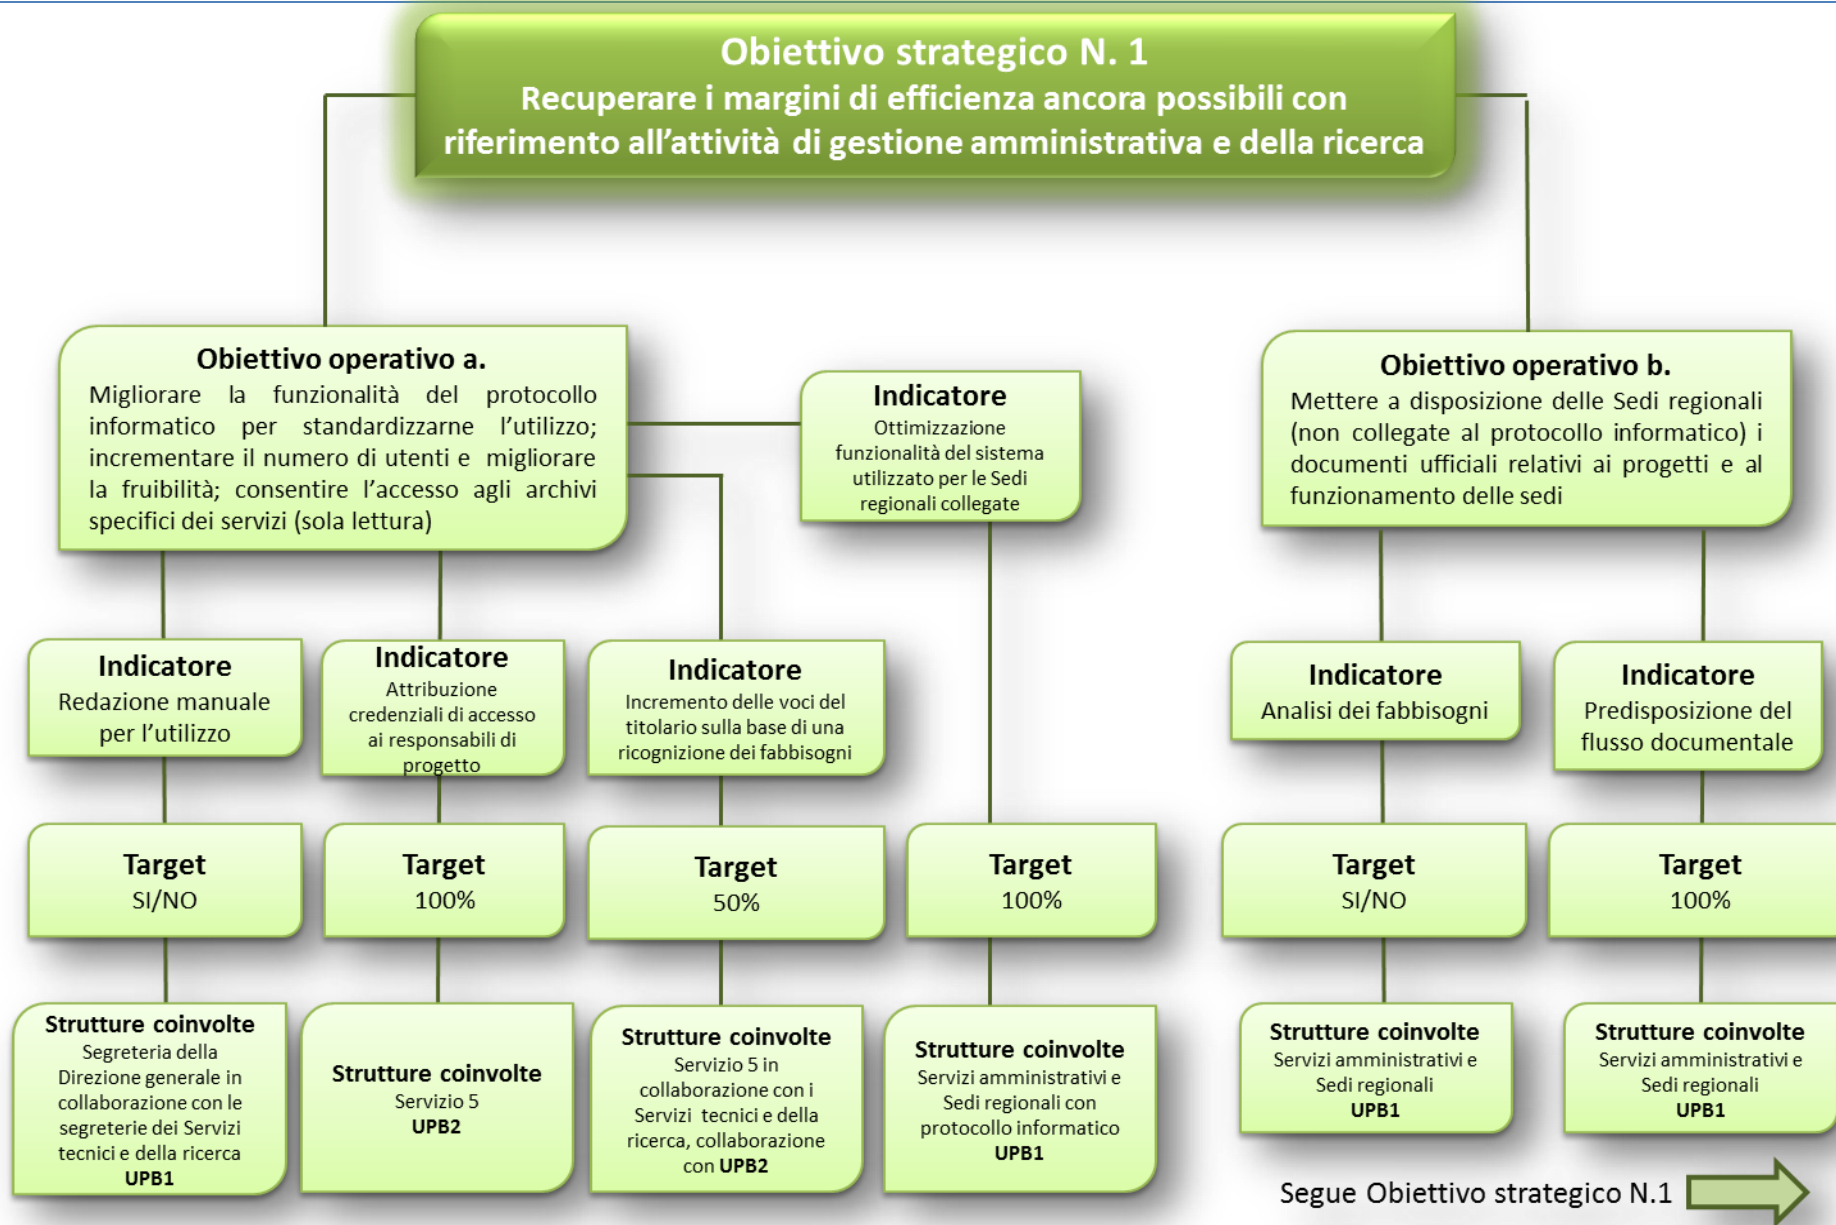 Obiettivo strategico N. 1
Recuperare i margini di efficienza ancora possibili con
riferimento all'attività di gestione amministrativa e della ricerca
Obiettivo operativo a.
Migliorare la funzionalità del protocollo
informatico per standardizzarne l'utilizzo;
incrementare il numero di utenti e migliorare
la fruibilità; consentire l'accesso agli archivi
specifici dei servizi (sola lettura)
Indicatore
Ottimizzazione
funzionalità del sistema
utilizzato per le Sedi
regionali collegate
Obiettivo operativo b.
Mettere a disposizione delle Sedi regionali
(non collegate al protocollo informatico) i
documenti ufficiali relativi ai progetti e al
funzionamento delle sedi
Indicatore
Redazione manuale
per l'utilizzo
Indicatore
Attribuzione
credenziali di accesso
ai responsabili di
progetto
Indicatore
Incremento delle voci del
titolario sulla base di una
ricognizione dei fabbisogni
Indicatore
Analisi dei fabbisogni
Indicatore
Predisposizione del
flusso documentale
Target
SI/NO
Target
100%
Target
50%
Target
100%
Target
SI/NO
Target
100%
Strutture coinvolte
Segreteria della
Direzione generale in
collaborazione con le
segreterie dei Servizi
tecnici e della ricerca
UPB1
Strutture coinvolte
Servizio 5
UPB2
Strutture coinvolte
Servizio 5 in
collaborazione con i
Servizi tecnici e della
ricerca, collaborazione
con UPB2
Strutture coinvolte
Servizi amministrativi e
Sedi regionali con
protocollo informatico
UPB1
Strutture coinvolte
Servizi amministrativi e
Sedi regionali
UPB1
Strutture coinvolte
Servizi amministrativi e
Sedi regionali
UPB1
Segue Obiettivo strategico N.1